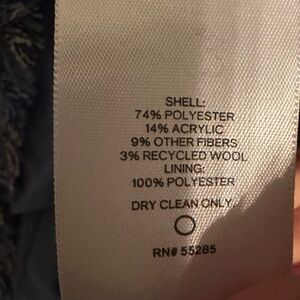 SHELL:
74% POLYESTER
14% ACRYLIC
9% OTHER FIBERS
3% RECYCLED WOOL
LINING:
100% POLYESTER
DRY CLEAN ONLY.
RN# 55285